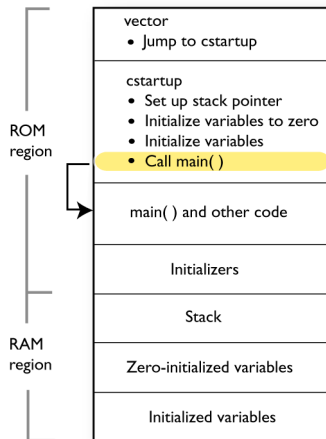 vector
• Jump to cstartup
cstartup
• Set up stack pointer
• Initialize variables to zero
• Initialize variables
• Call main( )
ROM
region
main( ) and other code
Initializers
Stack
RAM
region
Zero-initialized variables
Initialized variables